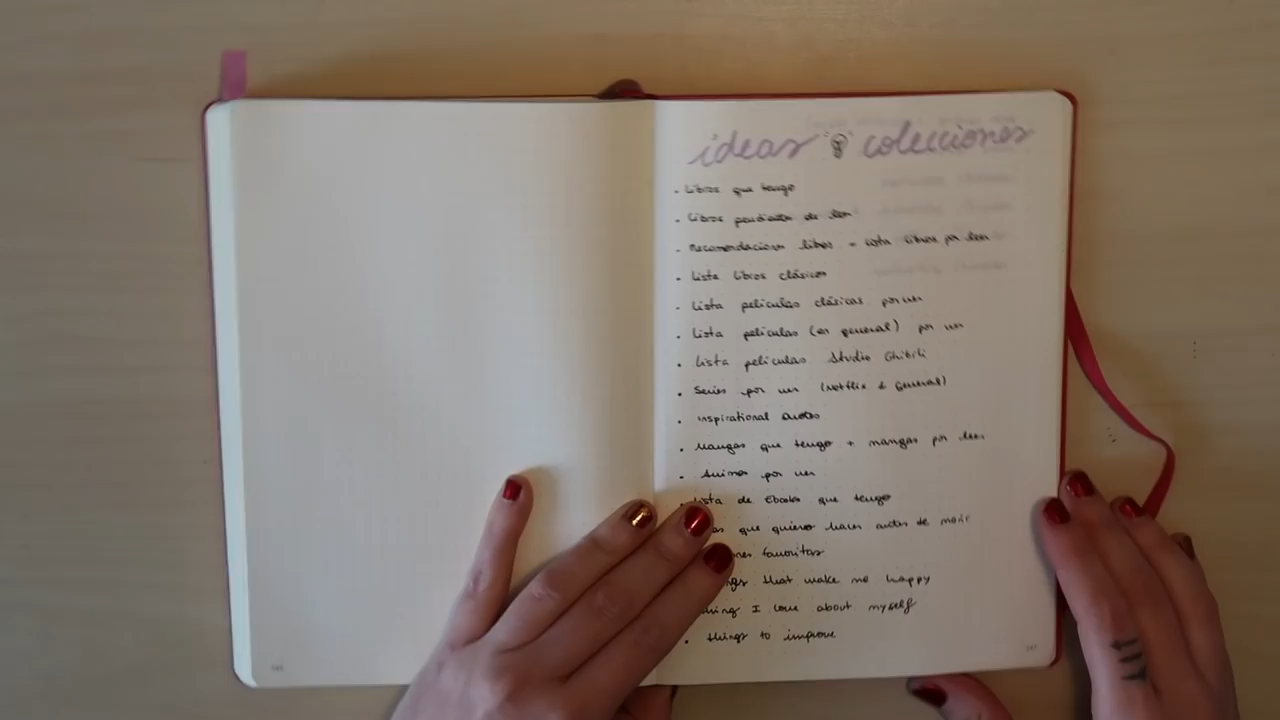 ideas colecciones
· Libros que tengo
· Libros pendientes de leer
· Recomendaciones libros + lista libros por leer
· Lista libros clásicos
· Lista películas clásicas por ver
· Lista películas (en general) por ver
· Lista películas Studio Ghibili
· Series por ver (Netflix & General)
· inspirational quotes
· Mangas que tengo + mangas por leer
· Animes por ver
· Lista de Ebooks que tengo
que quiero hacer antes de morir
favoritas
that make me happy
I love about myself
· things to improve